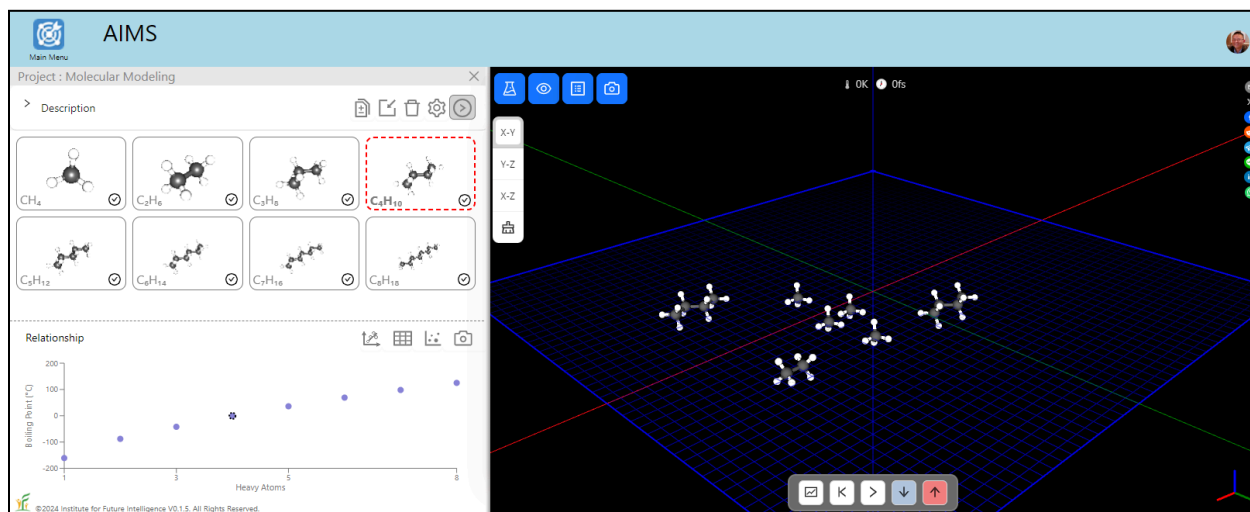 AIMS
Main Menu
Project : Molecular Modeling
Description
0K 0fs
X-Y
Y-Z
X-Z
CH₄
C₂H₆
C₃H₈
C₄H₁₀
C₅H₁₂
C₆H₁₄
C₇H₁₆
C₈H₁₈
Relationship
200
100
0
-100
-200
Boiling Point (°C)
1
3
5
8
Heavy Atoms
©2024 Institute for Future Intelligence V0.1.5. All Rights Reserved.